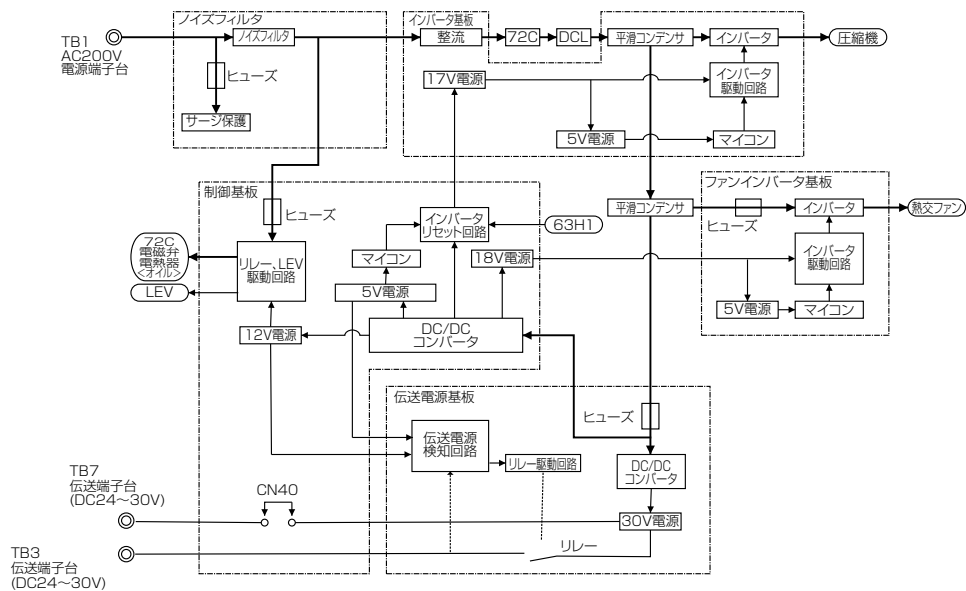 ノイズフィルタ
TB1
AC200V
電源端子台
ノイズフィルタ
ヒューズ
サージ保護
インバータ基板
整流
72C
DCL
平滑コンデンサ
インバータ
圧縮機
17V電源
インバータ
駆動回路
5V電源
マイコン
制御基板
ヒューズ
インバータ
リセット回路
63H1
平滑コンデンサ
ファンインバータ基板
ヒューズ
インバータ
熱交ファン
72C
電磁弁
電熱器
<オイル>
リレー、LEV
駆動回路
マイコン
18V電源
インバータ
駆動回路
LEV
5V電源
5V電源
マイコン
12V電源
DC/DC
コンバータ
伝送電源基板
ヒューズ
伝送電源
検知回路
リレー駆動回路
DC/DC
コンバータ
TB7
伝送端子台
(DC24～30V)
CN40
30V電源
リレー
TB3
伝送端子台
(DC24～30V)